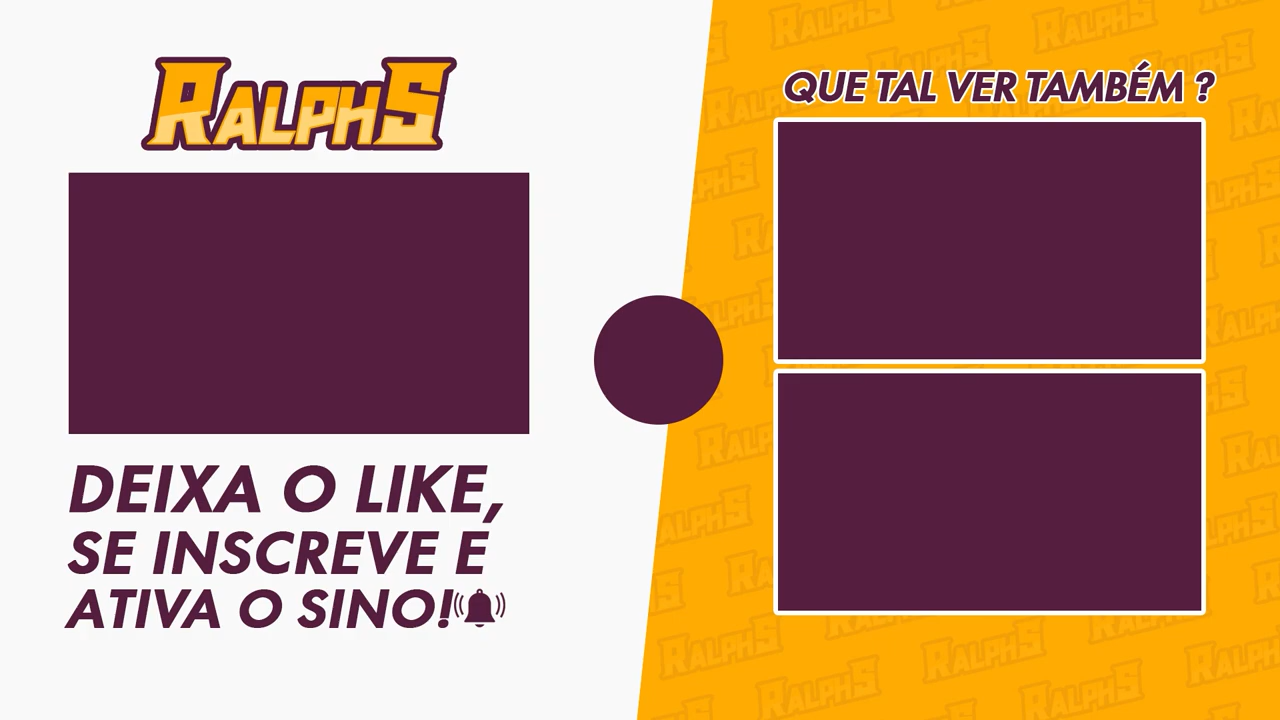 RALPHS
DEIXA O LIKE,
SE INSCREVE E
ATIVA O SINO!
QUE TAL VER TAMBÉM ?